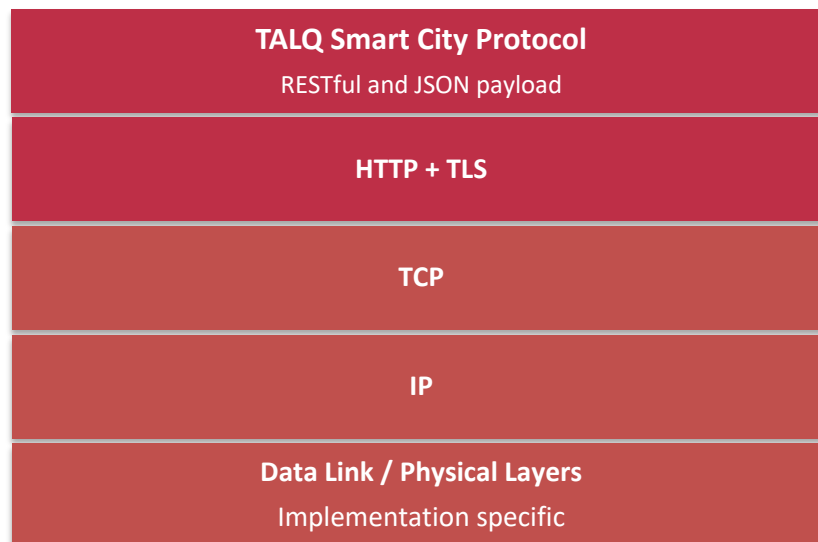 TALQ Smart City Protocol
RESTful and JSON payload
HTTP + TLS
TCP
IP
Data Link / Physical Layers
Implementation specific